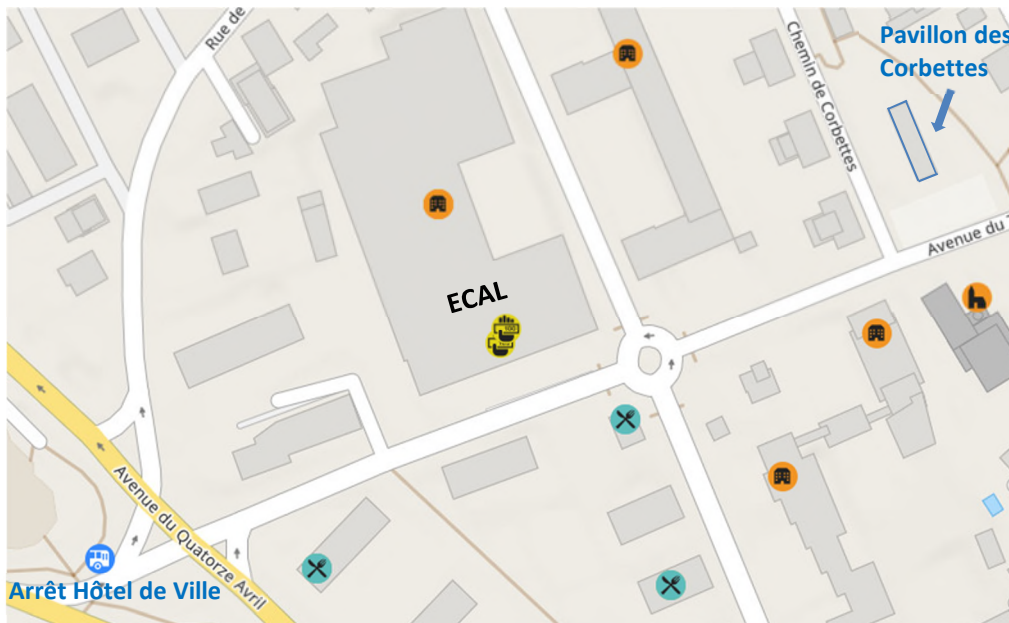 Rue de
Chemin de Corbettes
Pavillon des
Corbettes
Avenue du
ECAL
100
Avenue du Quatorze Avril
Arrêt Hôtel de Ville